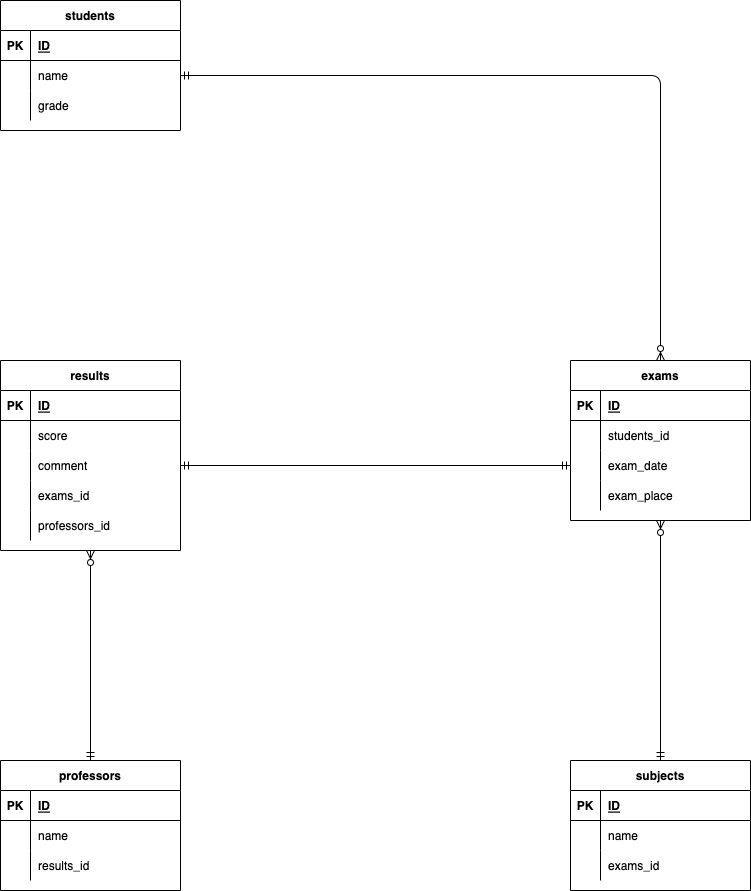 students
PK ID
name
grade
results
PK ID
score
comment
exams_id
professors_id
exams
PK ID
students_id
exam_date
exam_place
professors
PK ID
name
results_id
subjects
PK ID
name
exams_id